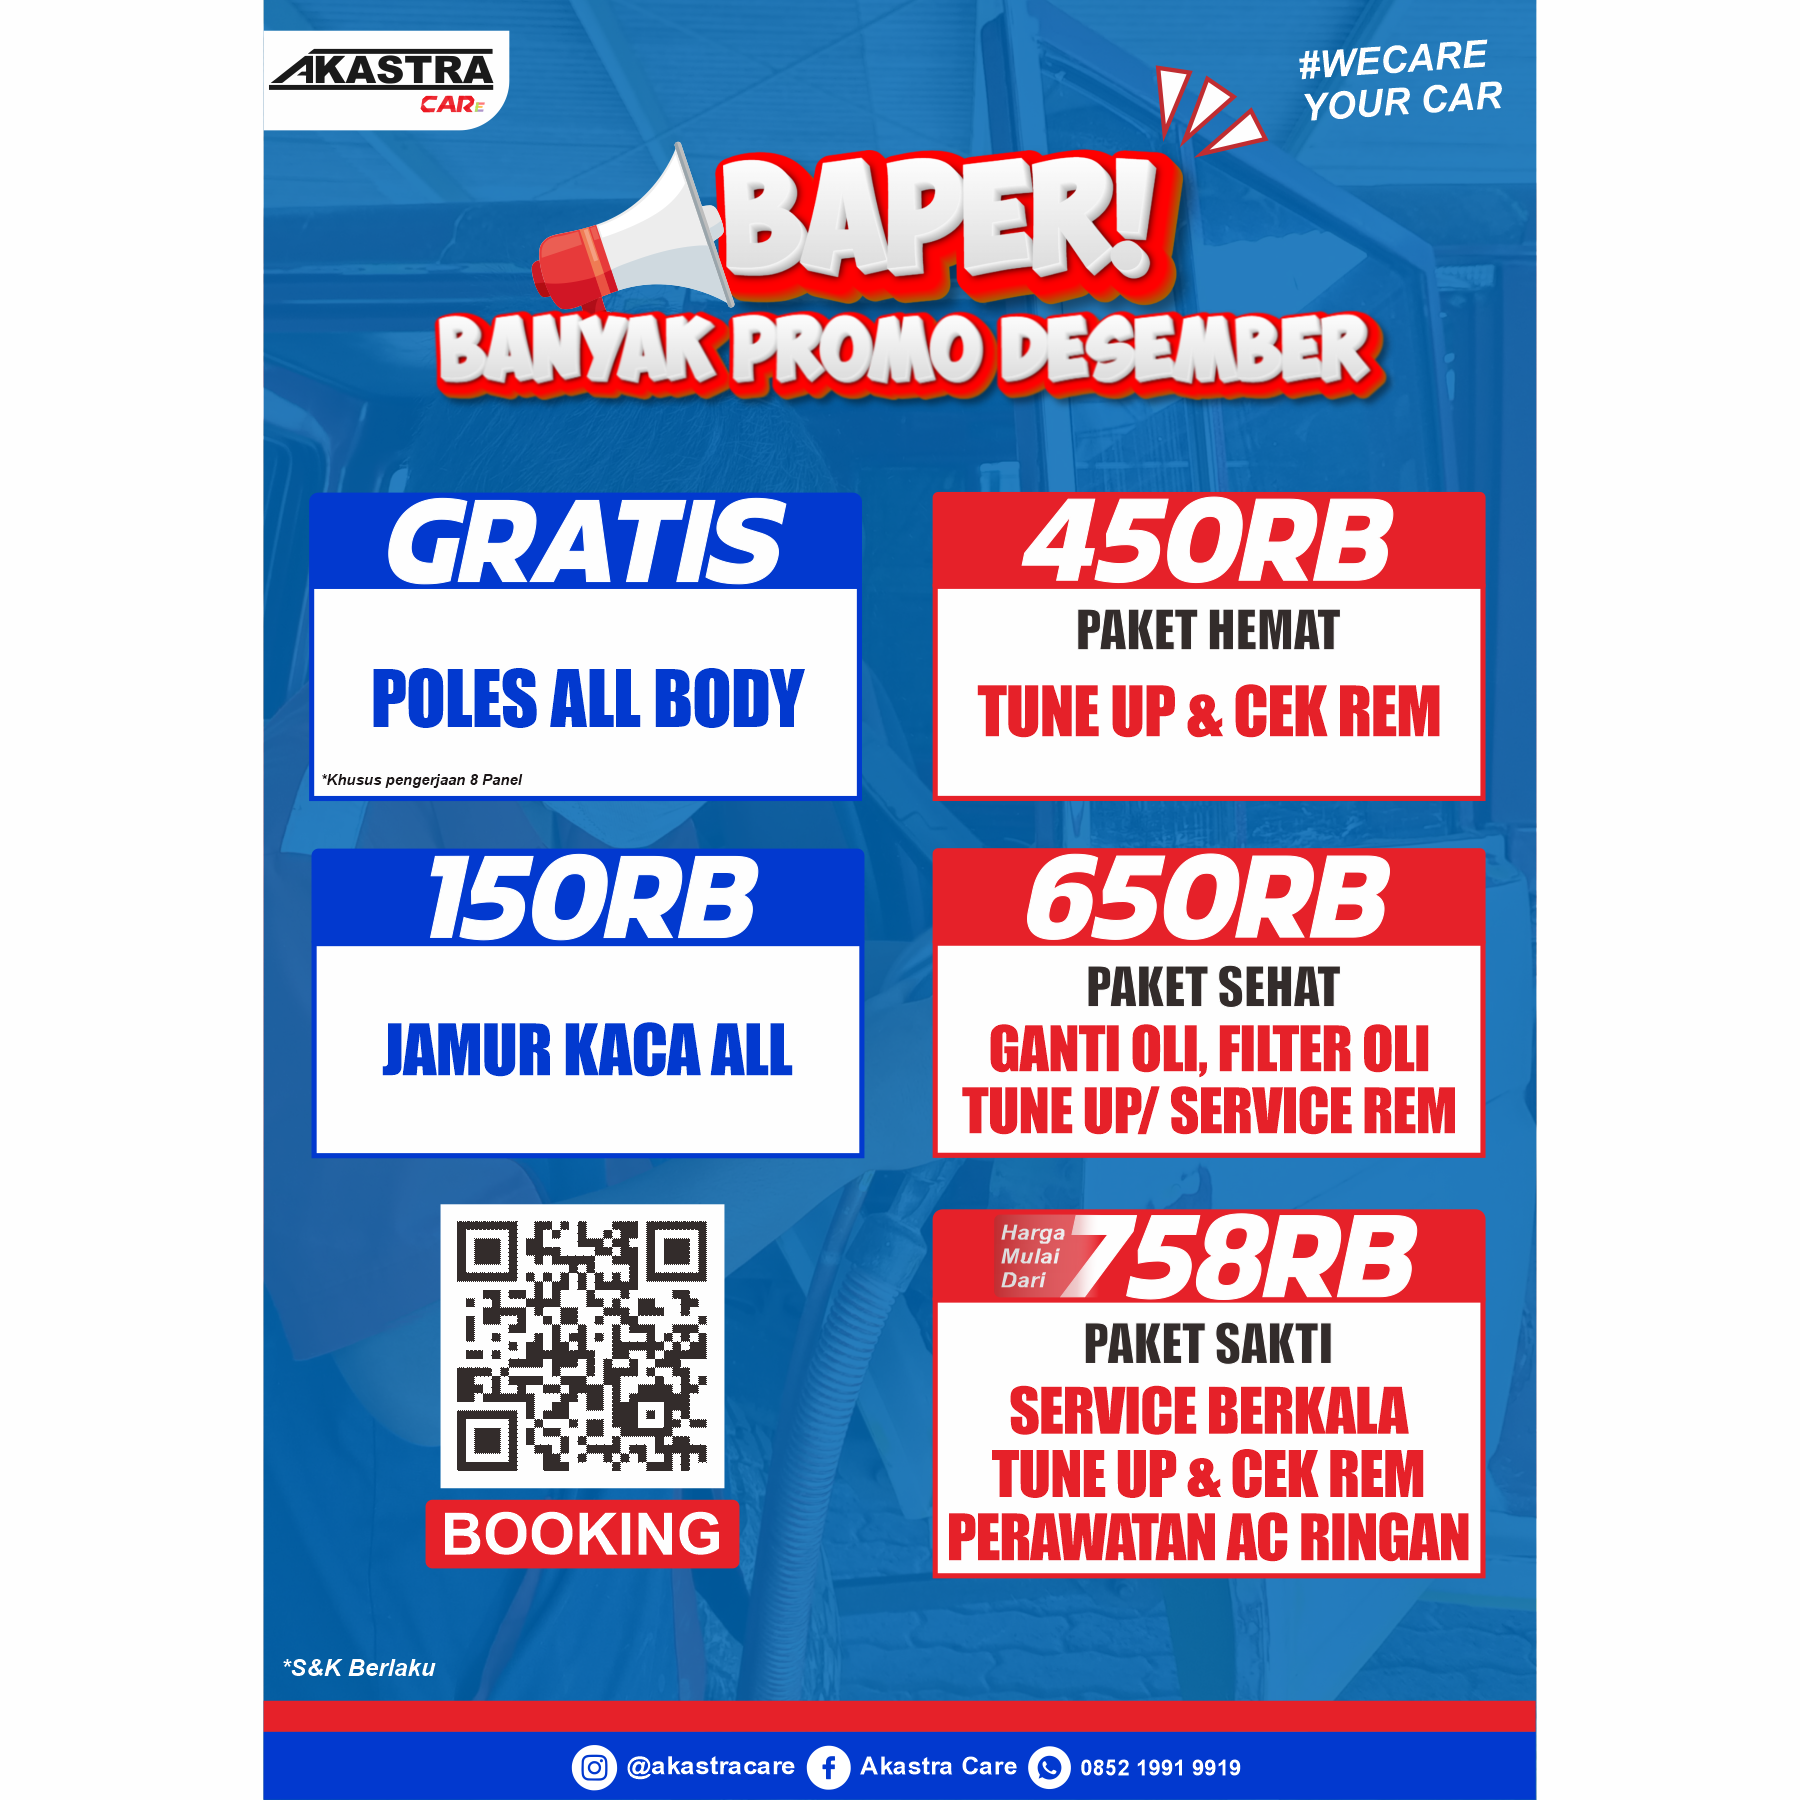 AKASTRA
CARE
#WECARE
YOUR CAR
BAPER!
BANYAK PROMO DESEMBER
GRATIS
POLES ALL BODY
*Khusus pengerjaan 8 Panel
450RB
PAKET HEMAT
TUNE UP & CEK REM
150RB
JAMUR KACA ALL
650RB
PAKET SEHAT
GANTI OLI, FILTER OLI
TUNE UP/ SERVICE REM
BOOKING
Harga
Mulai
Dari
758RB
PAKET SAKTI
SERVICE BERKALA
TUNE UP & CEK REM
PERAWATAN AC RINGAN
*S&K Berlaku
@akastracare
Akastra Care
0852 1991 9919